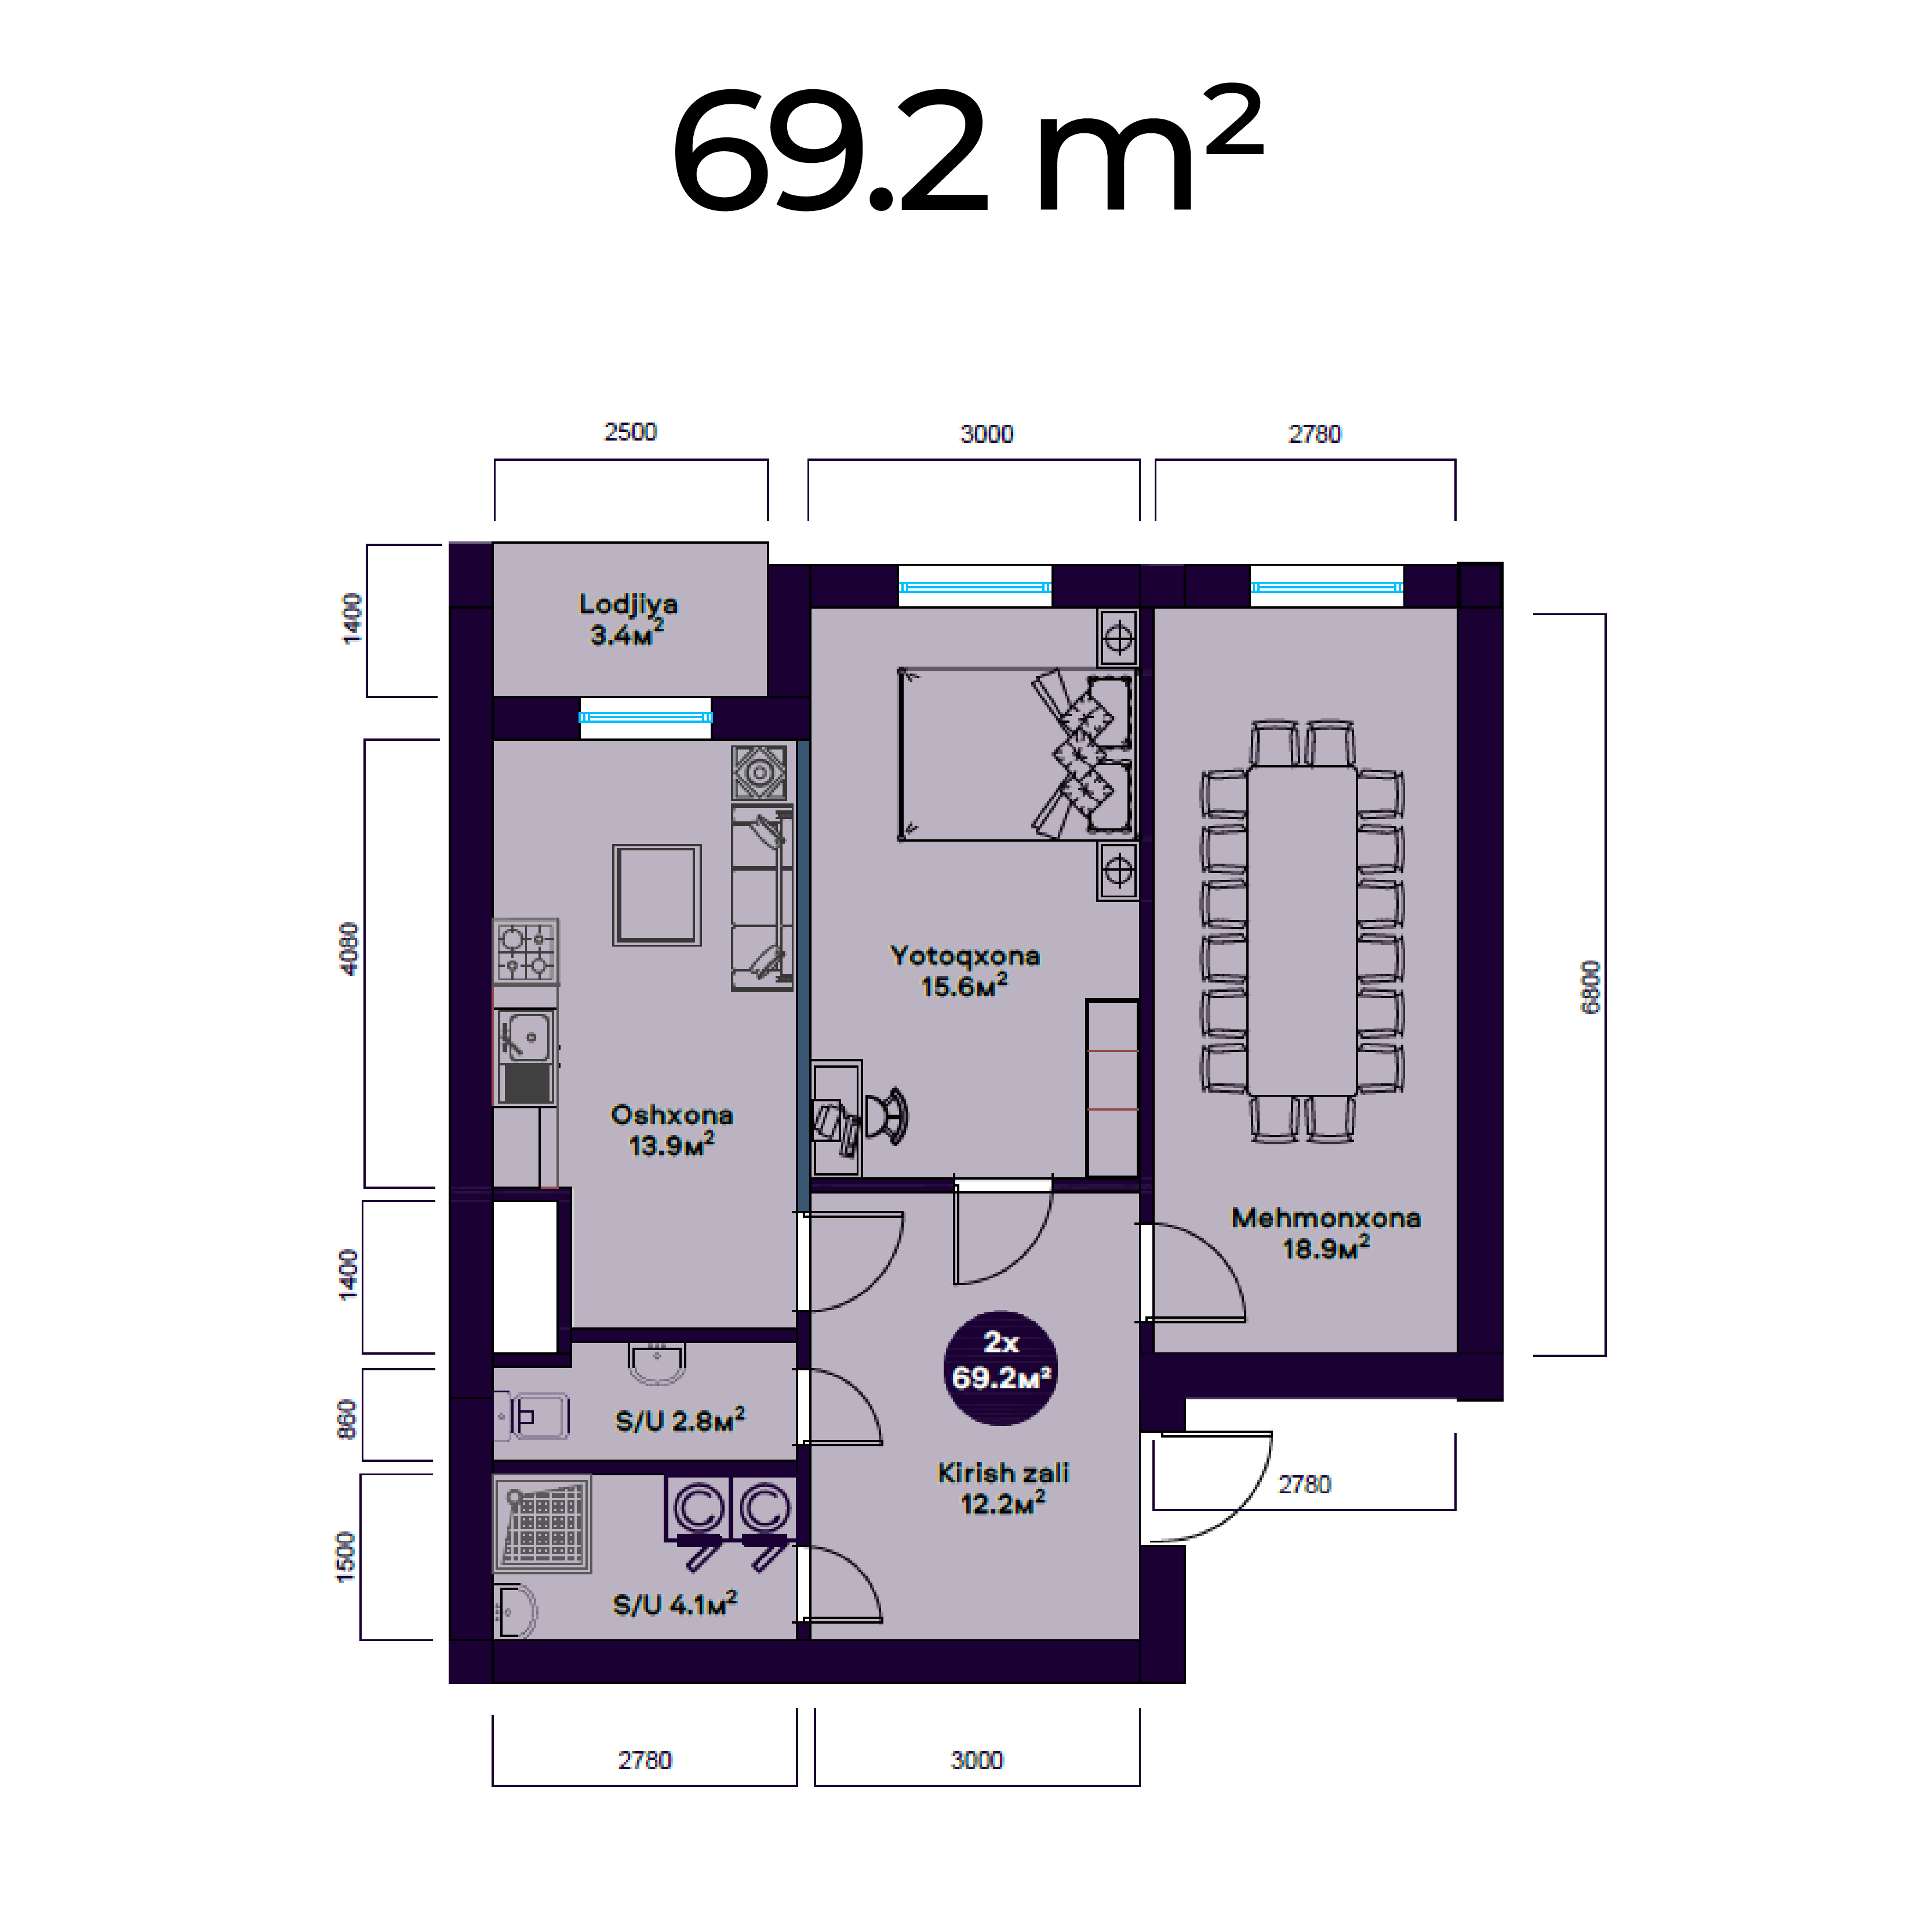 69.2 m²
2500
3000
2780
1400
Lodjiya
3.4м²
4080
Yotoqxona
15.6м²
6800
Oshxona
13.9м²
Mehmonxona
18.9м²
1400
2x
69.2м²
860
S/U 2.8м²
Kirish zali
12.2м²
2780
1500
S/U 4.1м²
2780
3000